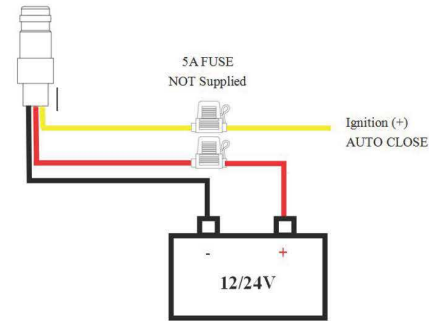 5A FUSE
NOT Supplied
Ignition (+)
AUTO CLOSE
- +
12/24V